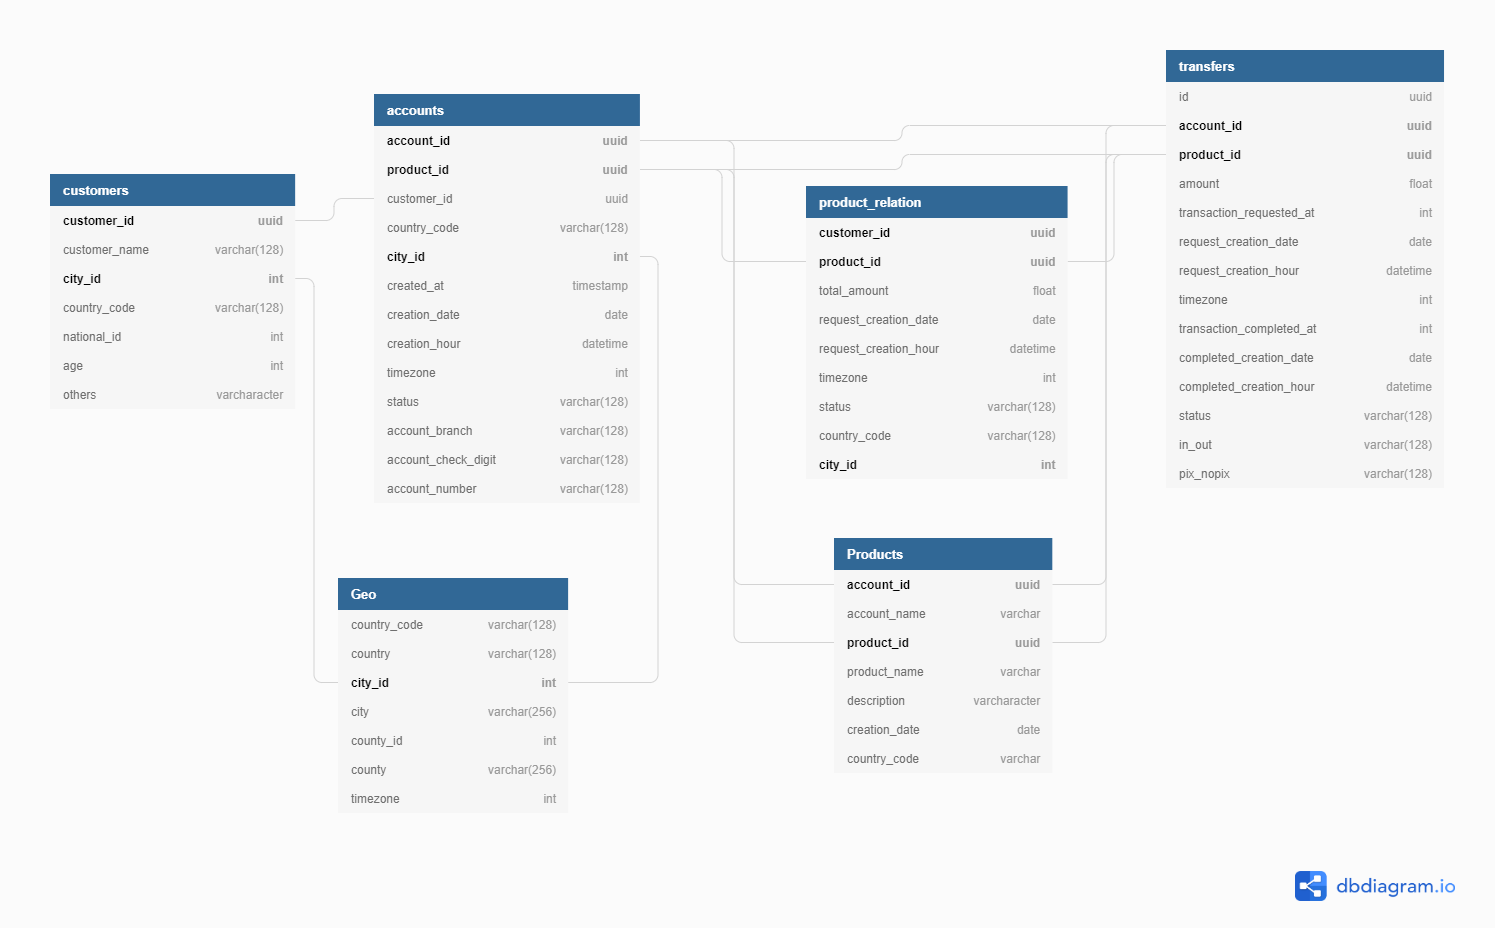 customers
customer_id uuid
customer_name varchar(128)
city_id int
country_code varchar(128)
national_id int
age int
others varcharacter
accounts
account_id uuid
product_id uuid
customer_id uuid
country_code varchar(128)
city_id int
created_at timestamp
creation_date date
creation_hour datetime
timezone int
status varchar(128)
account_branch varchar(128)
account_check_digit varchar(128)
account_number varchar(128)
Geo
country_code varchar(128)
country varchar(128)
city_id int
city varchar(256)
county_id int
county varchar(256)
timezone int
product_relation
customer_id uuid
product_id uuid
total_amount float
request_creation_date date
request_creation_hour datetime
timezone int
status varchar(128)
country_code varchar(128)
city_id int
Products
account_id uuid
account_name varchar
product_id uuid
product_name varchar
description varcharacter
creation_date date
country_code varchar
transfers
id uuid
account_id uuid
product_id uuid
amount float
transaction_requested_at int
request_creation_date date
request_creation_hour datetime
timezone int
transaction_completed_at int
completed_creation_date date
completed_creation_hour datetime
status varchar(128)
in_out varchar(128)
pix_nopix varchar(128)
dbdiagram.io